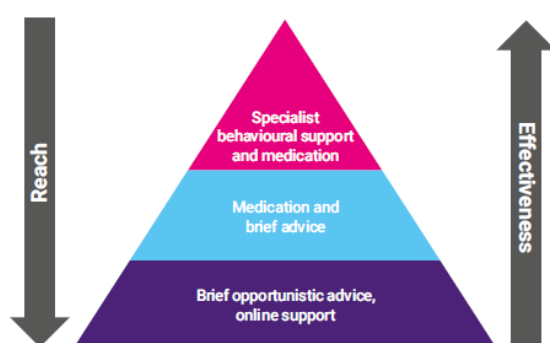 Reach
Specialist
behavioural support
and medication
Medication and
brief advice
Brief opportunistic advice,
online support
Effectiveness